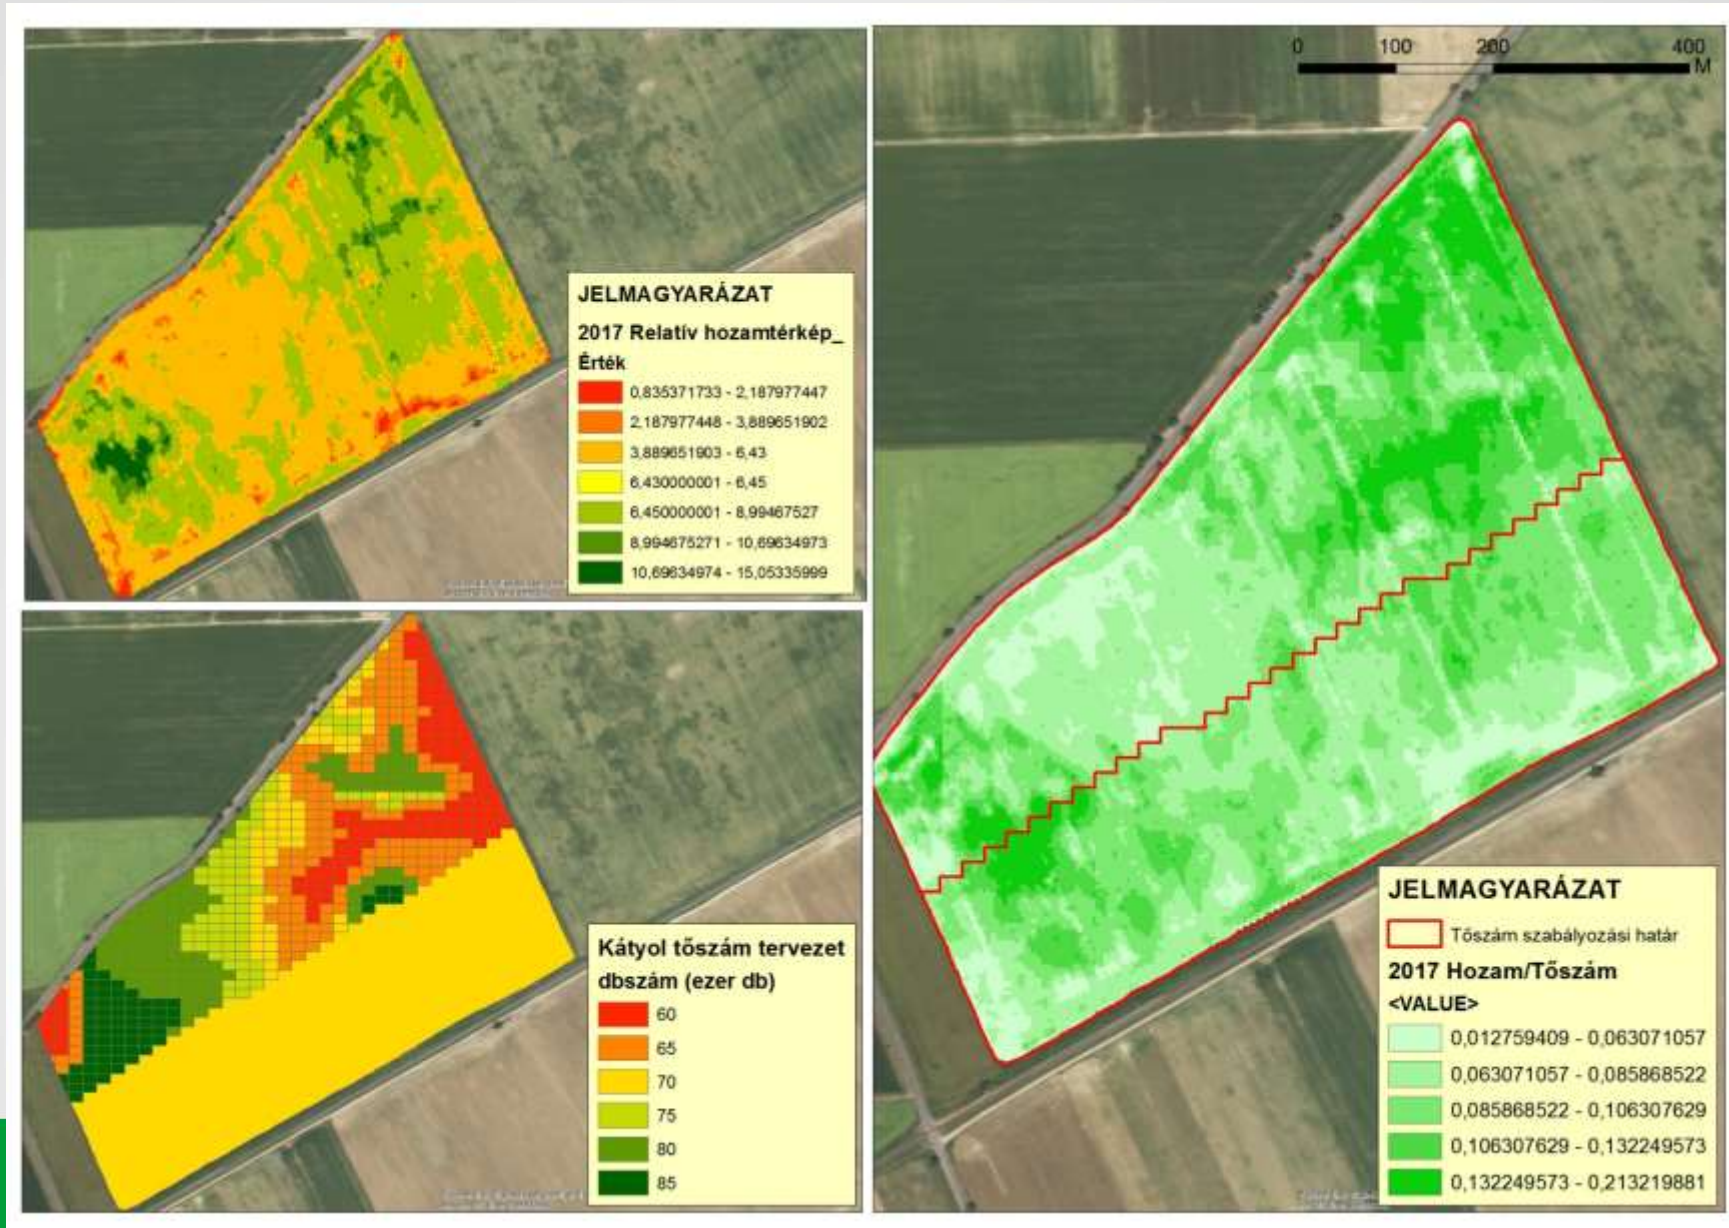 JELMAGYARÁZAT
2017 Relatív hozamtérkép_
Érték
0,835371733 - 2,187977447
2,187977448 - 3,889651902
3,889651903 - 6,43
6,430000001 - 6,45
6,450000001 - 8,99467527
8,994675271 - 10,69634973
10,69634974 - 15,05335999
Kátyol tőszám tervezet
dbszám (ezer db)
60
65
70
75
80
85
0 100 200 400
M
JELMAGYARÁZAT
Tőszám szabályozási határ
2017 Hozam/Tőszám
<VALUE>
0,012759409 - 0,063071057
0,063071057 - 0,085868522
0,085868522 - 0,106307629
0,106307629 - 0,132249573
0,132249573 - 0,213219881